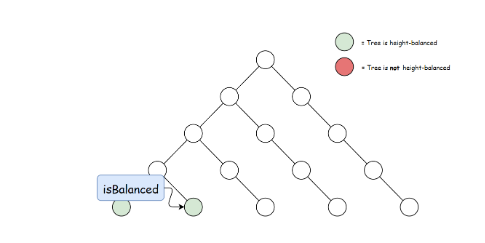 = Tree is height-balanced
= Tree is not height-balanced
isBalanced